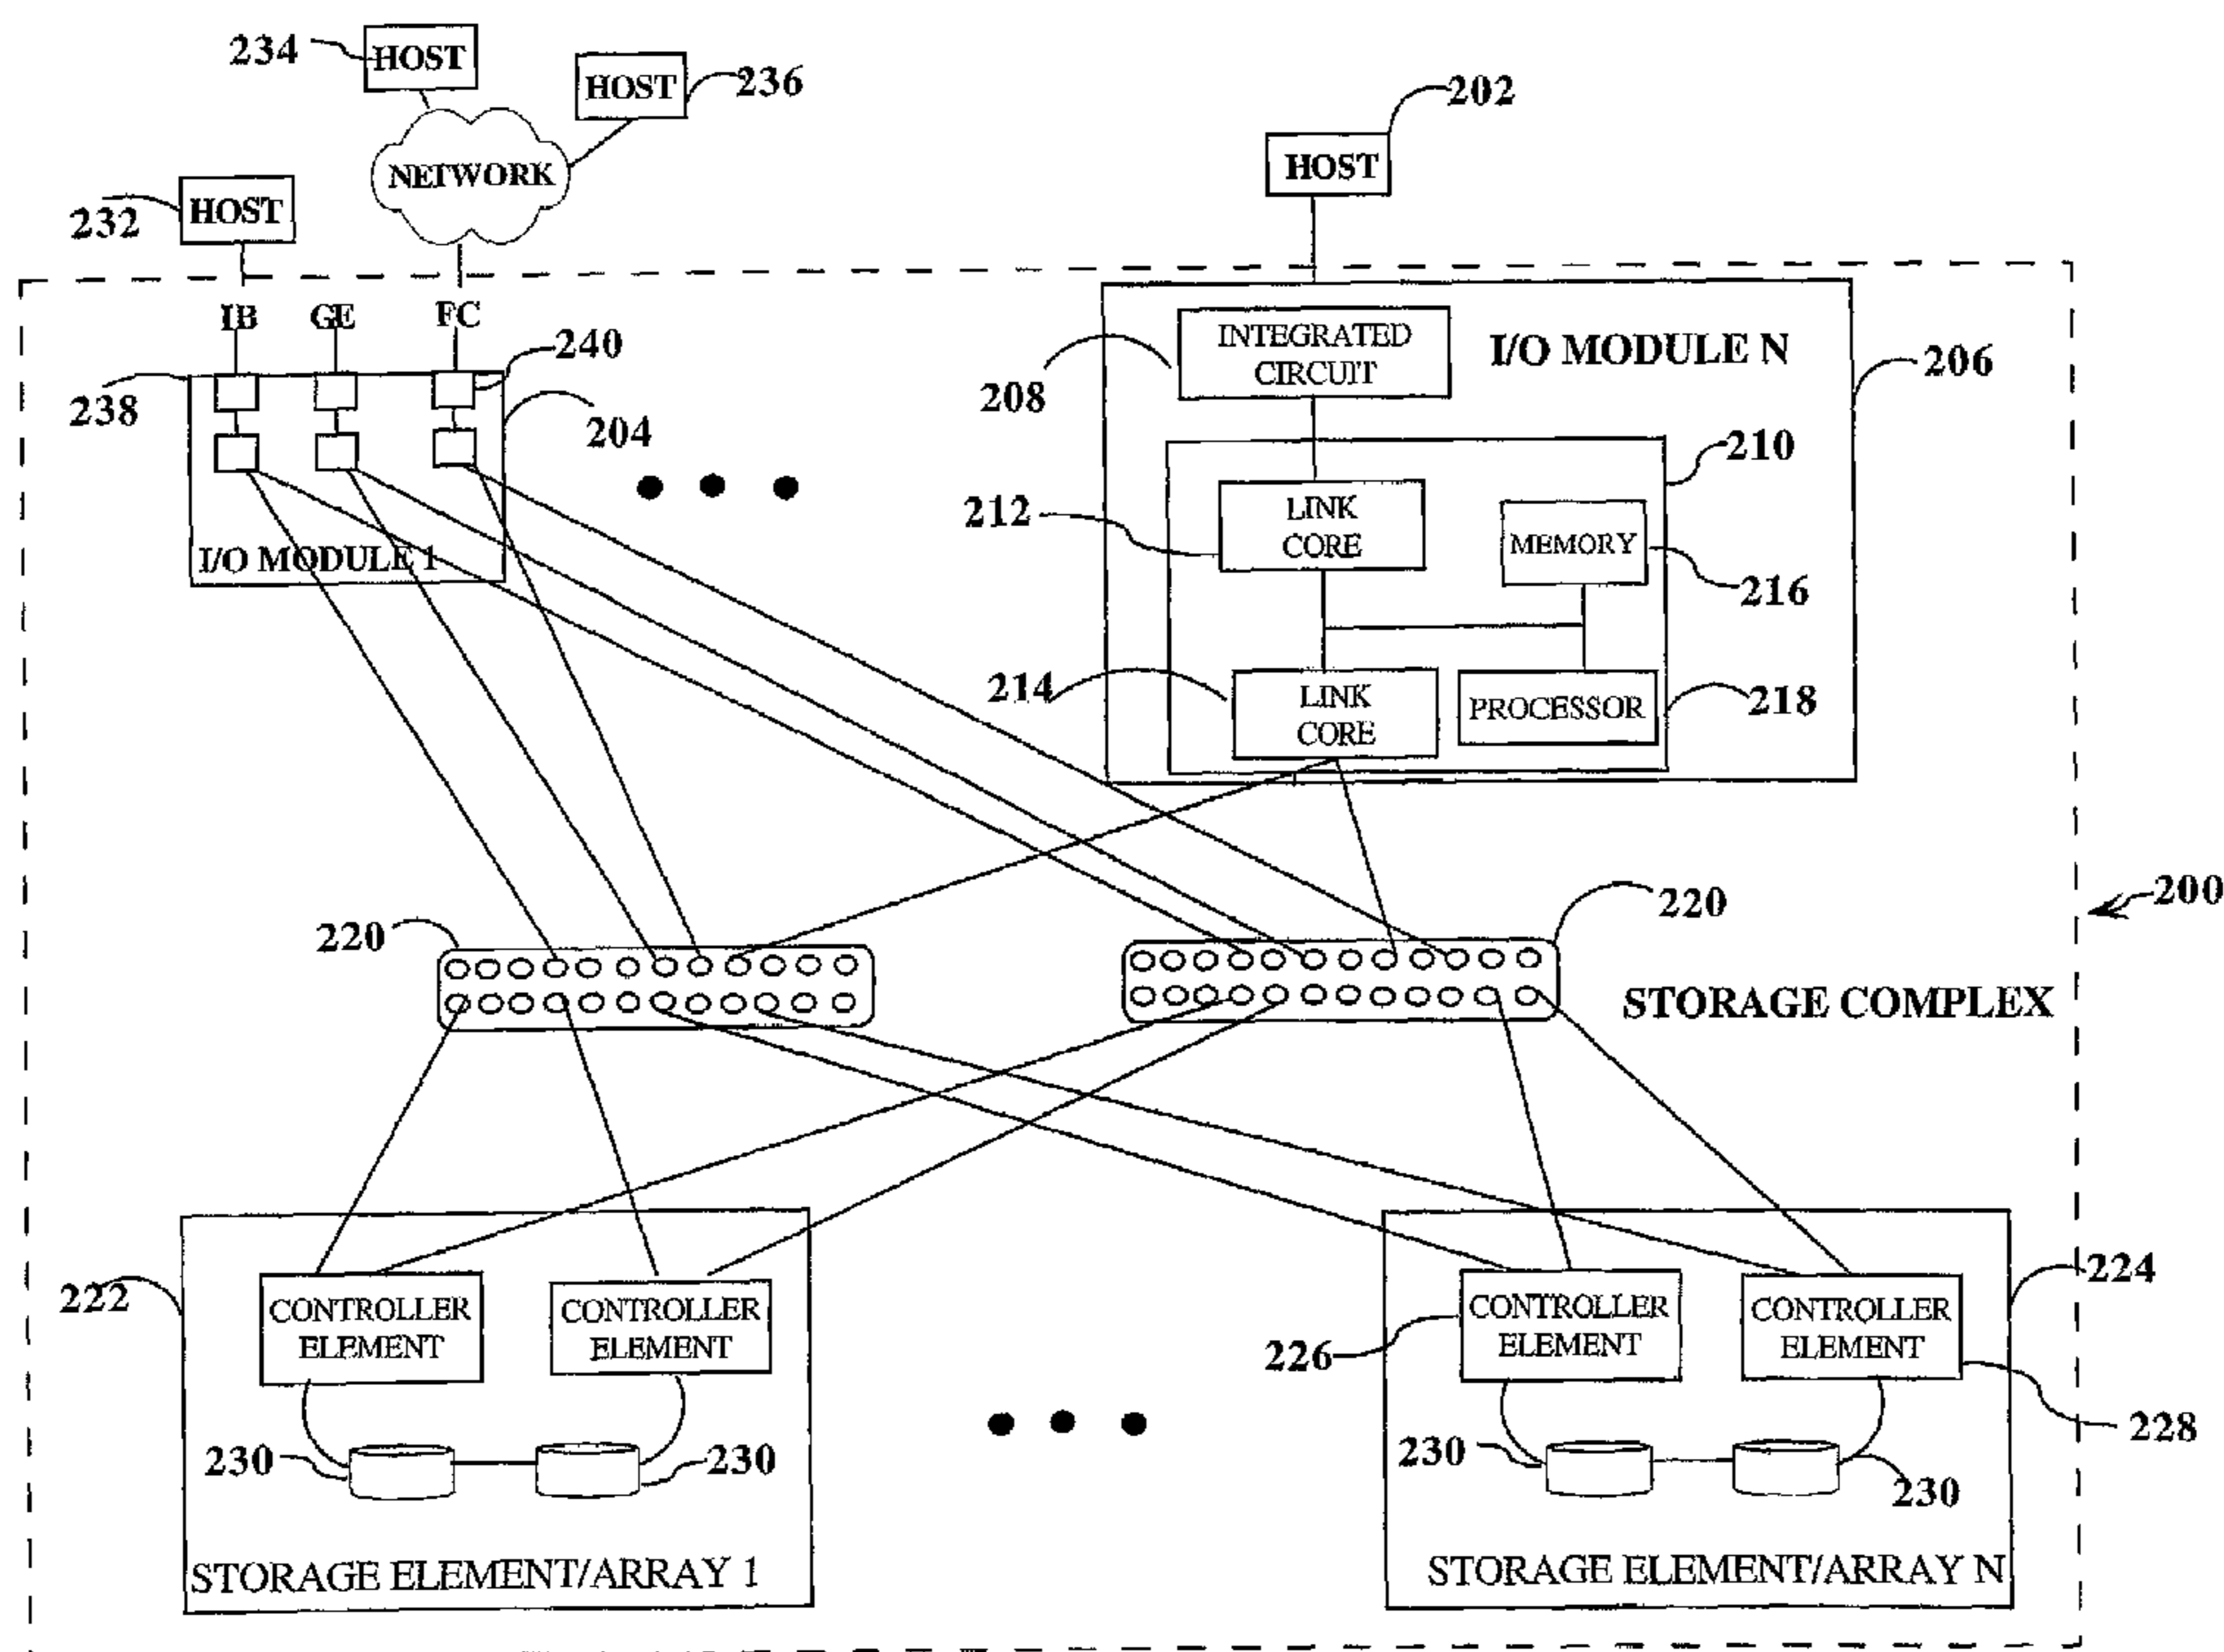 234
HOST
HOST
236
202
NETWORK
HOST
232
HOST
IB
GE
FC
240
238
204
I/O MODULE 1
INTEGRATED
CIRCUIT
I/O MODULE N
206
208
210
212
LINK
CORE
MEMORY
216
214
LINK
CORE
PROCESSOR
218
200
220
220
STORAGE COMPLEX
222
CONTROLLER
ELEMENT
CONTROLLER
ELEMENT
230
230
STORAGE ELEMENT/ARRAY 1
224
226
CONTROLLER
ELEMENT
CONTROLLER
ELEMENT
228
230
230
STORAGE ELEMENT/ARRAY N